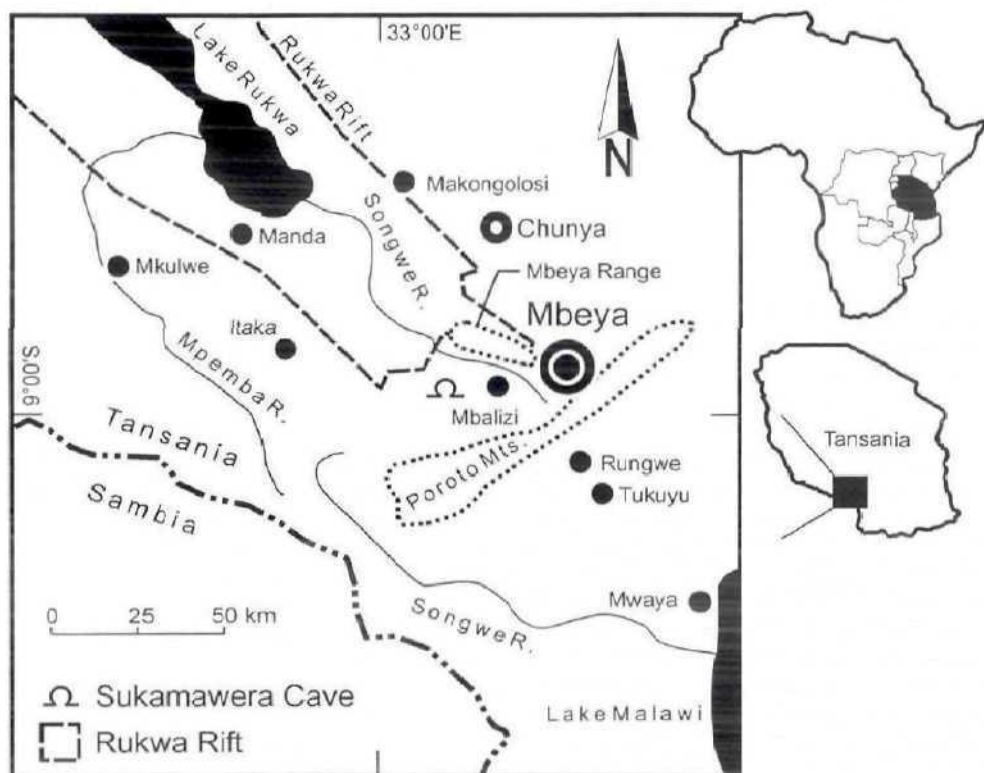 33°00'E
Lake Rukwa
Rukwa Rift
N
Makongolosi
Songwe R.
Chunya
Manda
Mbeya Range
Mkulwe
Mbeya
Itaka
9°00'S.
Mpemba R.
Ω
Mbalizi
Tansania
Sambia
Poroto Mts.
Rungwe
Tukuyu
Tansania
0 25 50 km
Songwe R.
Mwaya
Ω Sukamawera Cave
Lake Malawi
Rukwa Rift